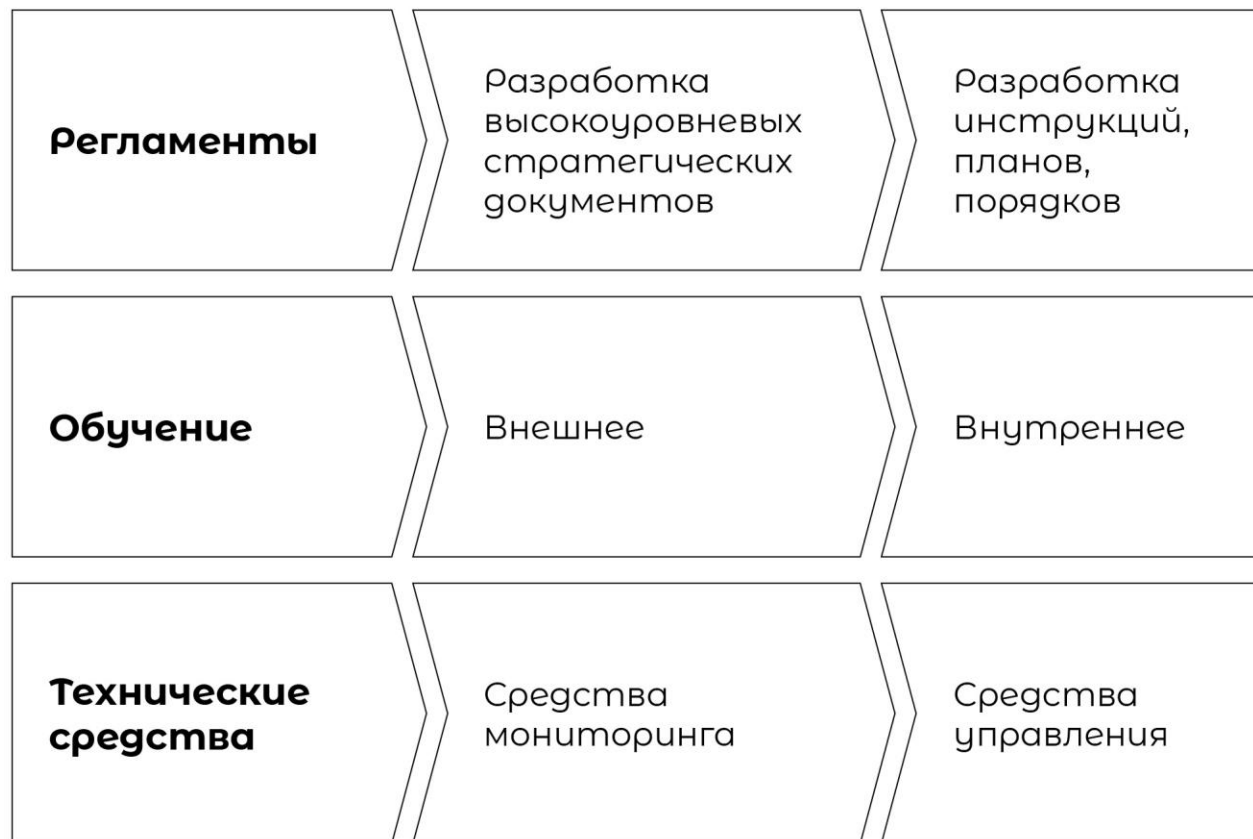 Регламенты
Разработка
высокоуровневых
стратегических
документов
Разработка
инструкций,
планов,
порядков
Обучение
Внешнее
Внутреннее
Технические
средства
Средства
мониторинга
Средства
управления